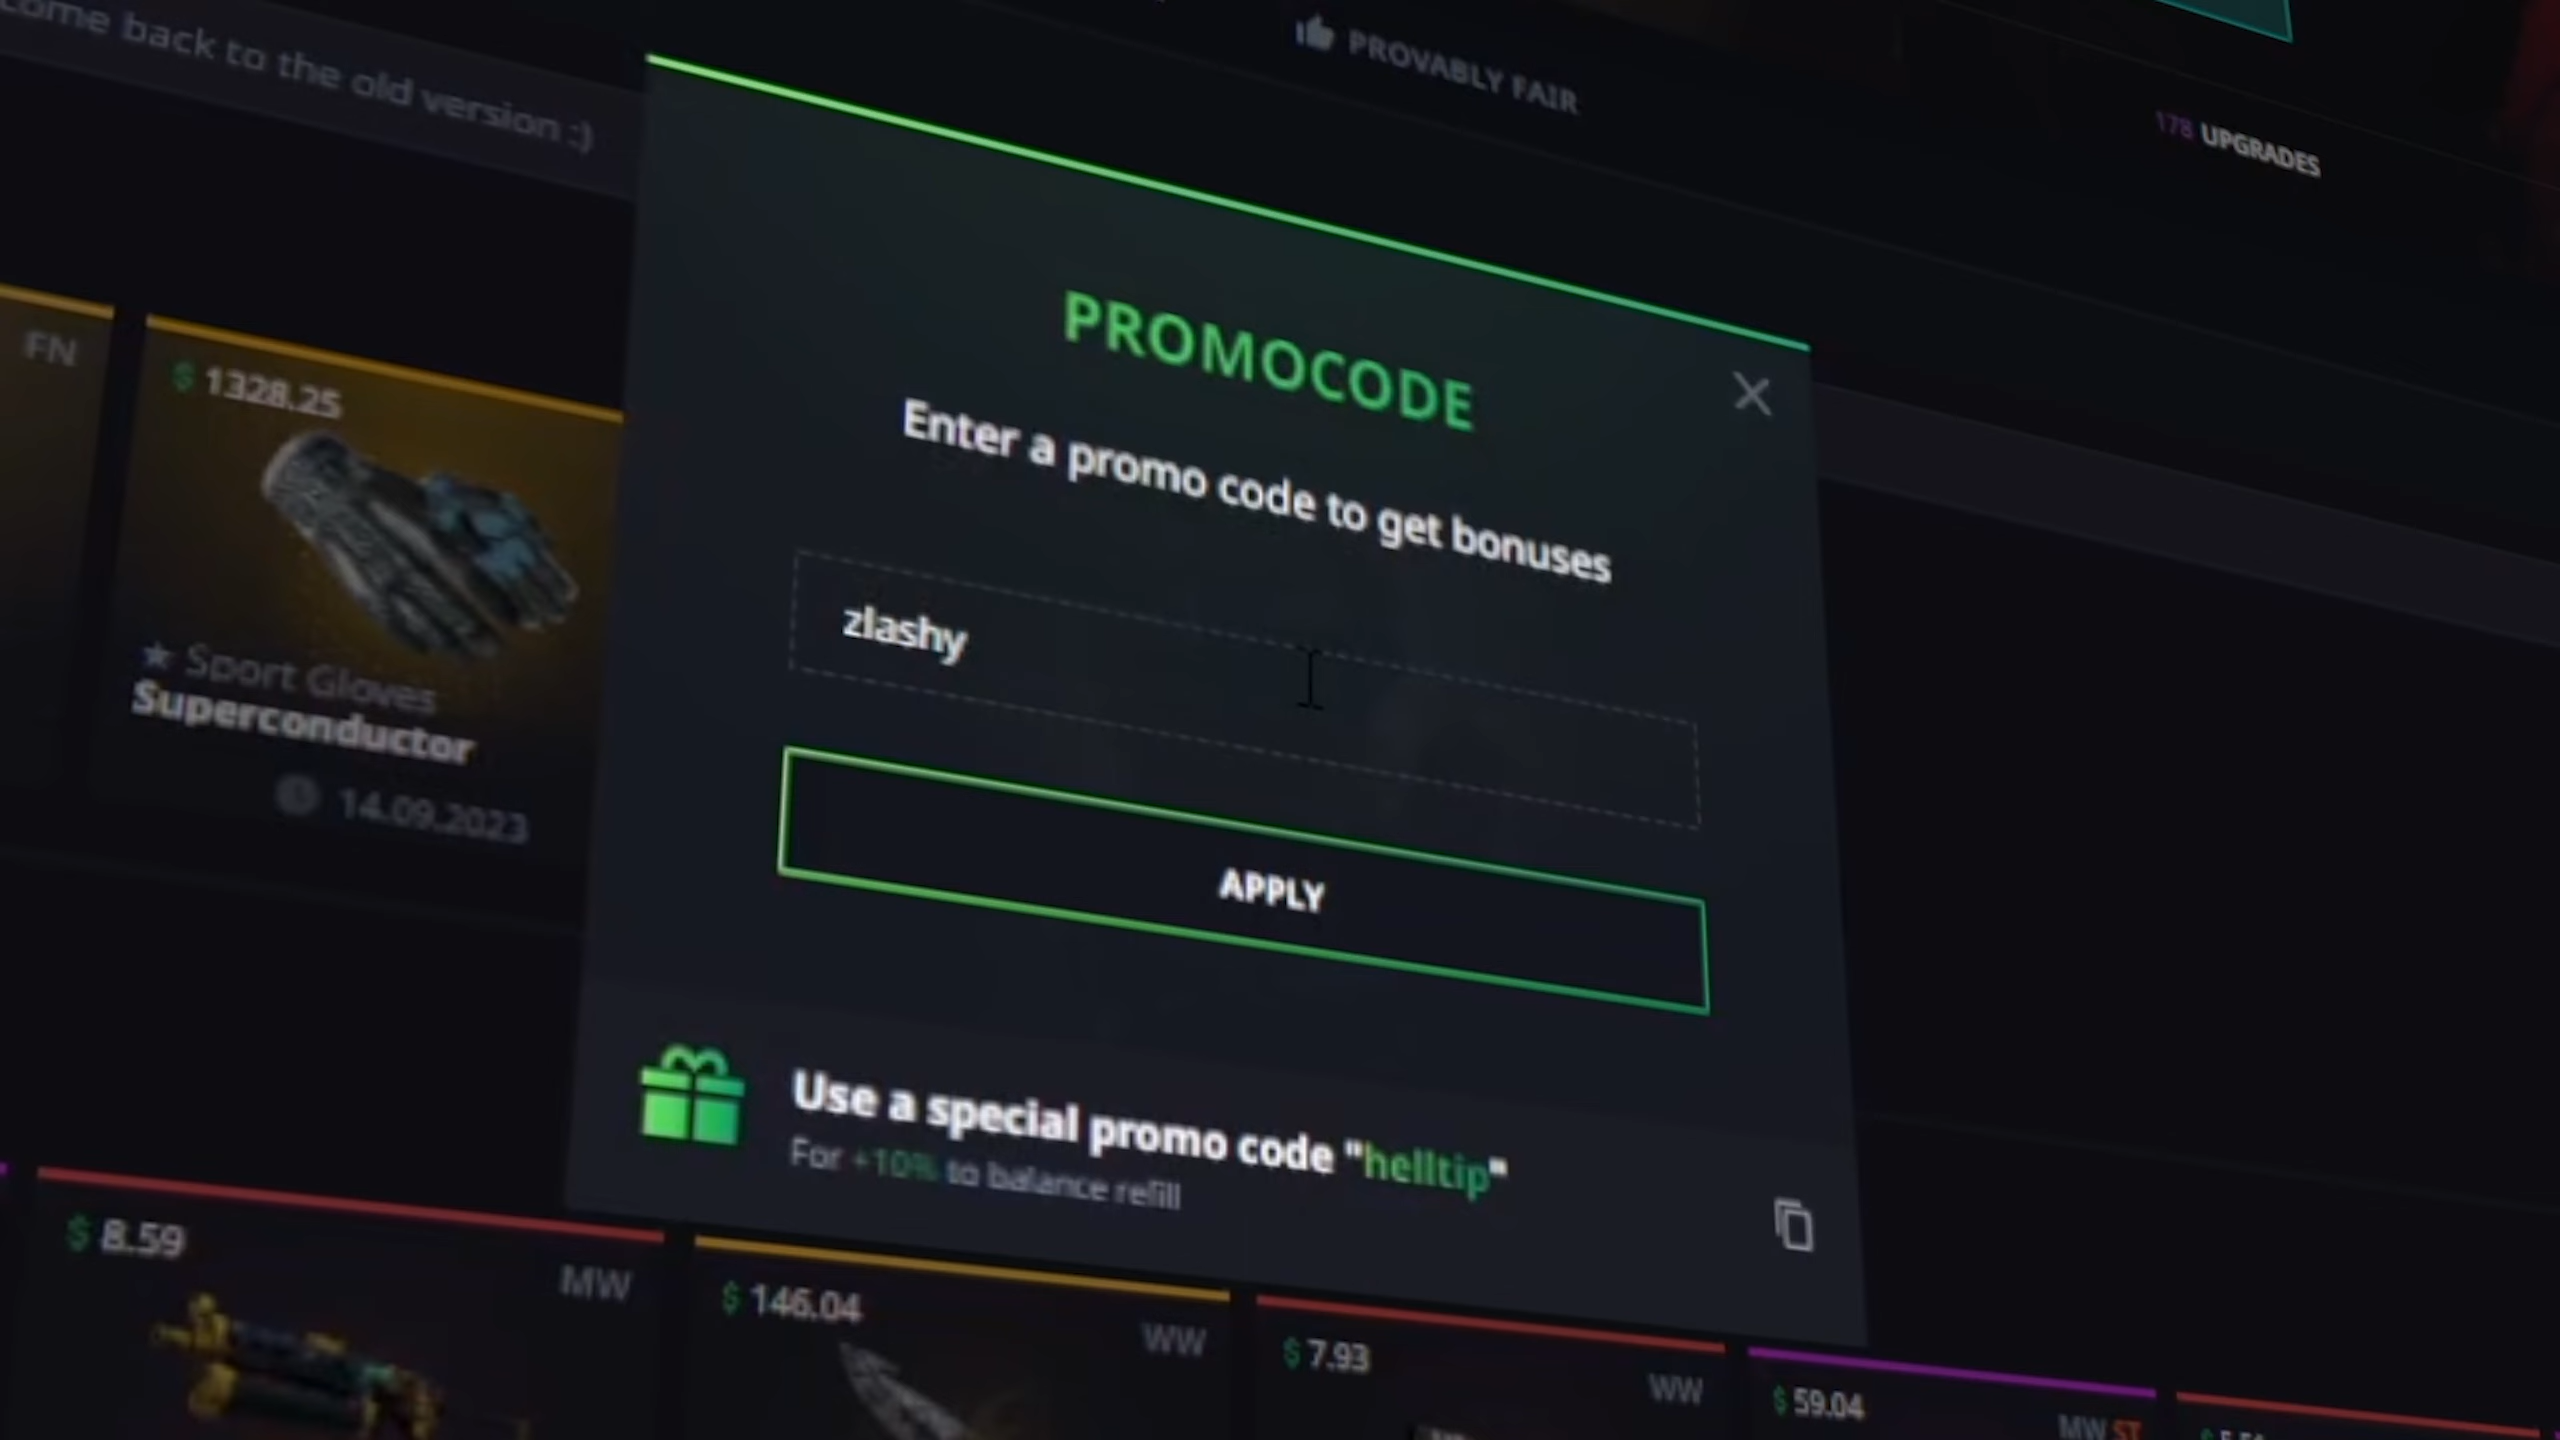 come back to the old version :)
PROVABLY FAIR
178 UPGRADES
FN
$ 1328.25
★ Sport Gloves
Superconductor
14.09.2023
PROMOCODE
Enter a promo code to get bonuses
zlashy
APPLY
Use a special promo code "helltip"
For +10% to balance refill
$ 8.59
MW
$ 146.04
WW
$ 7.93
WW
$ 59.04
MW ST